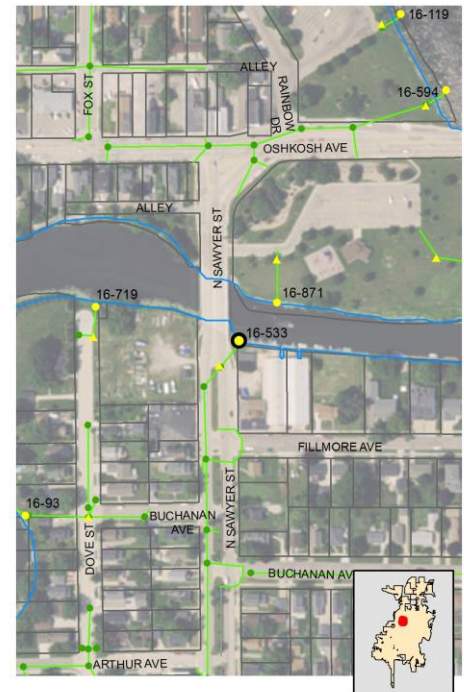 16-119
ALLEY
FOX ST
RAINBOW
DR
16-594
OSHKOSH AVE
ALLEY
N SAWYER ST
16-871
16-719
16-533
FILLMORE AVE
N SAWYER ST
16-93
BUCHANAN
AVE
DOVE ST
BUCHANAN AV
ARTHUR AVE